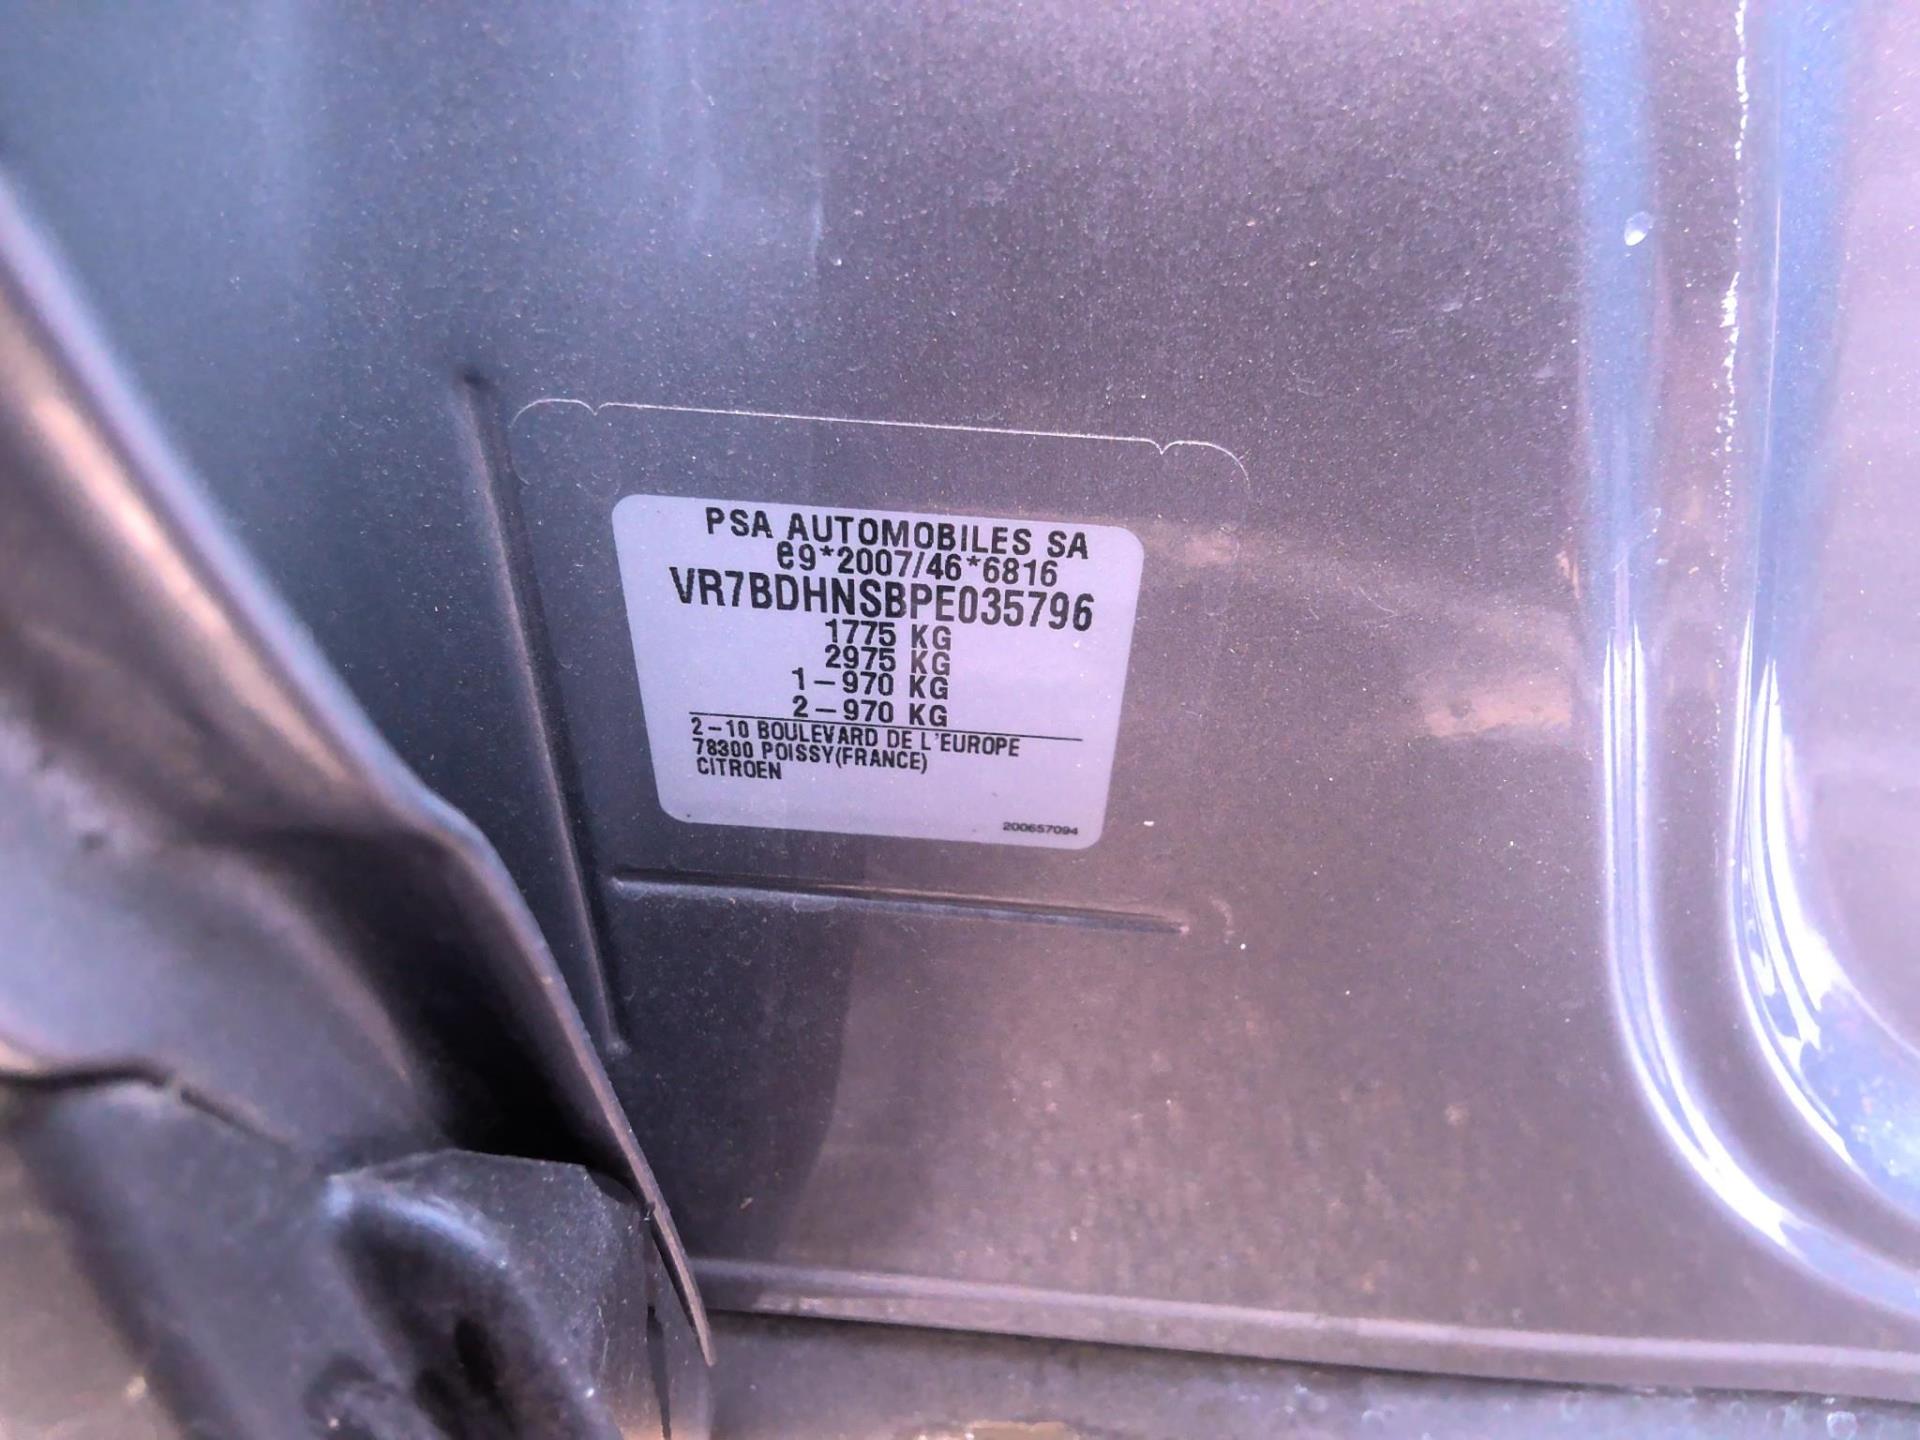 PSA AUTOMOBILES SA
e9*2007/46*6816
VR7BDHNSBPE035796
1775 KG
2975 KG
1-970 KG
2-970 KG
2-10 BOULEVARD DE L'EUROPE
78300 POISSY(FRANCE)
CITROEN
200657094